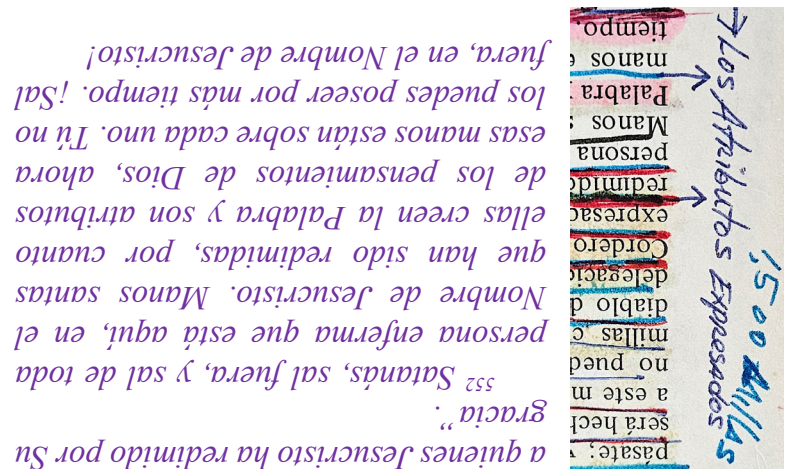 1,500 Millas
→ Los Atributos Expresados
pásate; v
será hech
a este m
no pued
millas c
diablo d
delegaci
Cordero
expresad
redimid
persona
Manos s
Palabra
manos e
tiempo.
a quienes Jesucristo ha redimido por Su
gracia”.
552 Satanás, sal fuera, y sal de toda
persona enferma que está aquí, en el
Nombre de Jesucristo. Manos santas
que han sido redimidas, por cuanto
ellas creen la Palabra y son atributos
de los pensamientos de Dios, ahora
esas manos están sobre cada uno. Tú no
los puedes poseer por más tiempo. ¡Sal
fuera, en el Nombre de Jesucristo!